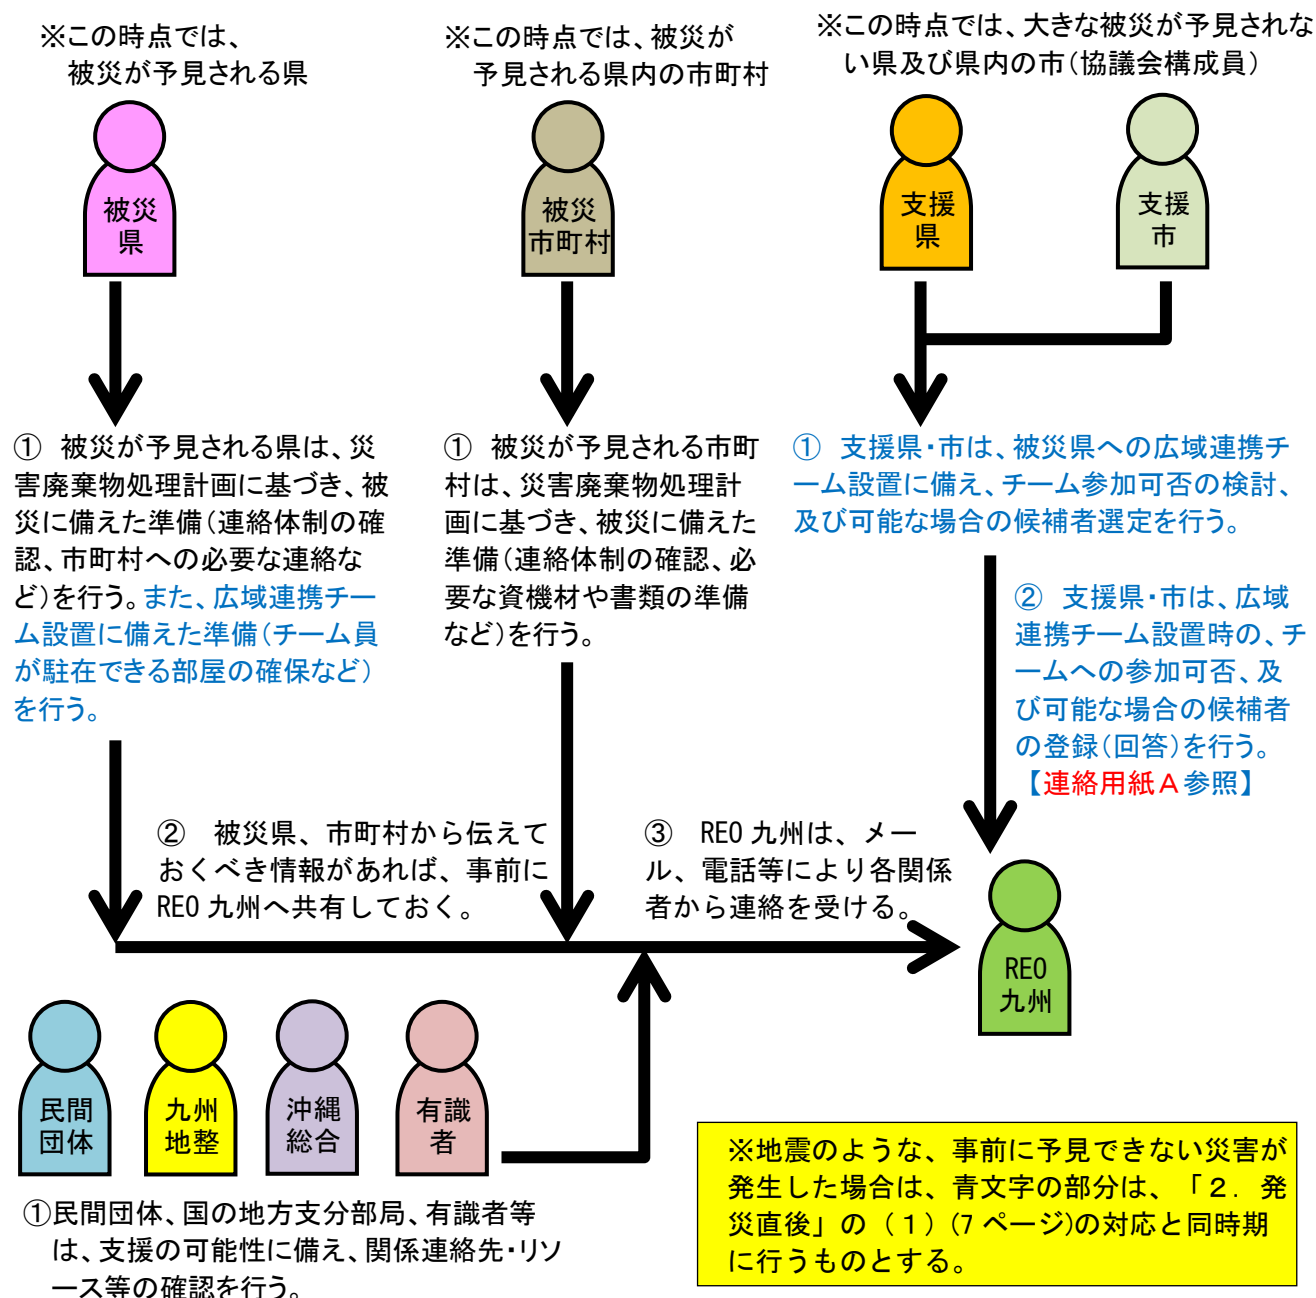 ※この時点では、
被災が予見される県
※この時点では、被災が
予見される県内の市町村
※この時点では、大きな被災が予見されな
い県及び県内の市（協議会構成員）
被災
県
被災
市町村
支援
県
支援
市
① 被災が予見される県は、災
害廃棄物処理計画に基づき、被
災に備えた準備（連絡体制の確
認、市町村への必要な連絡な
ど）を行う。また、広域連携チー
ム設置に備えた準備（チーム員
が駐在できる部屋の確保など）
を行う。
① 被災が予見される市町
村は、災害廃棄物処理計
画に基づき、被災に備えた
準備（連絡体制の確認、必
要な資機材や書類の準備
など）を行う。
① 支援県・市は、被災県への広域連携チ
ーム設置に備え、チーム参加可否の検討、
及び可能な場合の候補者選定を行う。
② 支援県・市は、広域
連携チーム設置時の、チ
ームへの参加可否、及
び可能な場合の候補者
の登録（回答）を行う。
【連絡用紙Ａ参照】
② 被災県、市町村から伝えて
おくべき情報があれば、事前に
REO 九州へ共有しておく。
③ REO 九州は、メー
ル、電話等により各関係
者から連絡を受ける。
REO
九州
民間
団体
九州
地整
沖縄
総合
有識
者
①民間団体、国の地方支分部局、有識者等
は、支援の可能性に備え、関係連絡先・リソ
ース等の確認を行う。
※地震のような、事前に予見できない災害が
発生した場合は、青文字の部分は、「２．発
災直後」の（１）(7 ページ)の対応と同時期
に行うものとする。